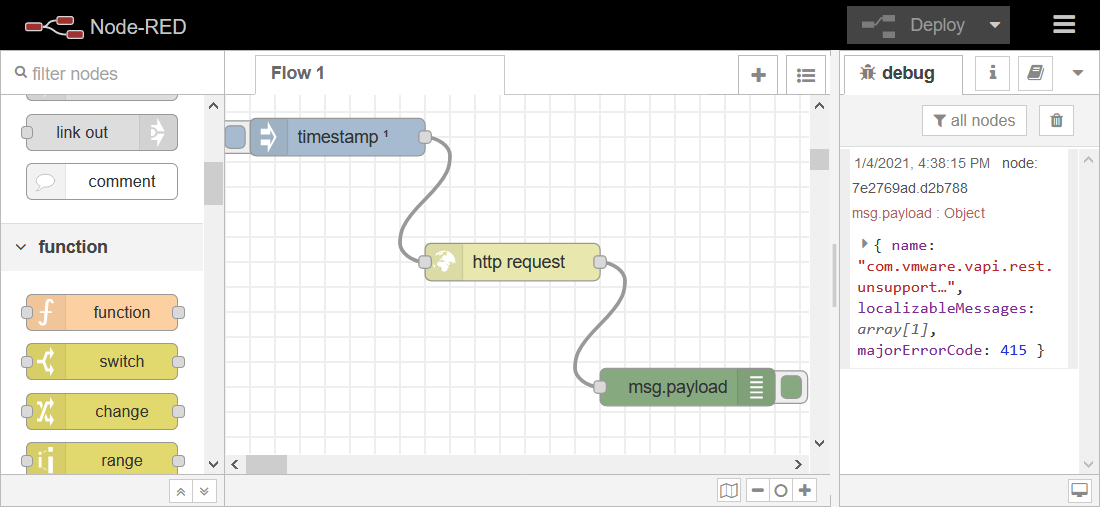 Node-RED
Deploy
filter nodes
Flow 1
debug
i
all nodes
link out
comment
function
function
switch
change
range
timestamp ¹
http request
msg.payload
1/4/2021, 4:38:15 PM node:
7e2769ad.d2b788
msg.payload : Object
{ name:
"com.vmware.vapi.rest.
unsupport…",
localizableMessages:
array[1],
majorErrorCode: 415 }